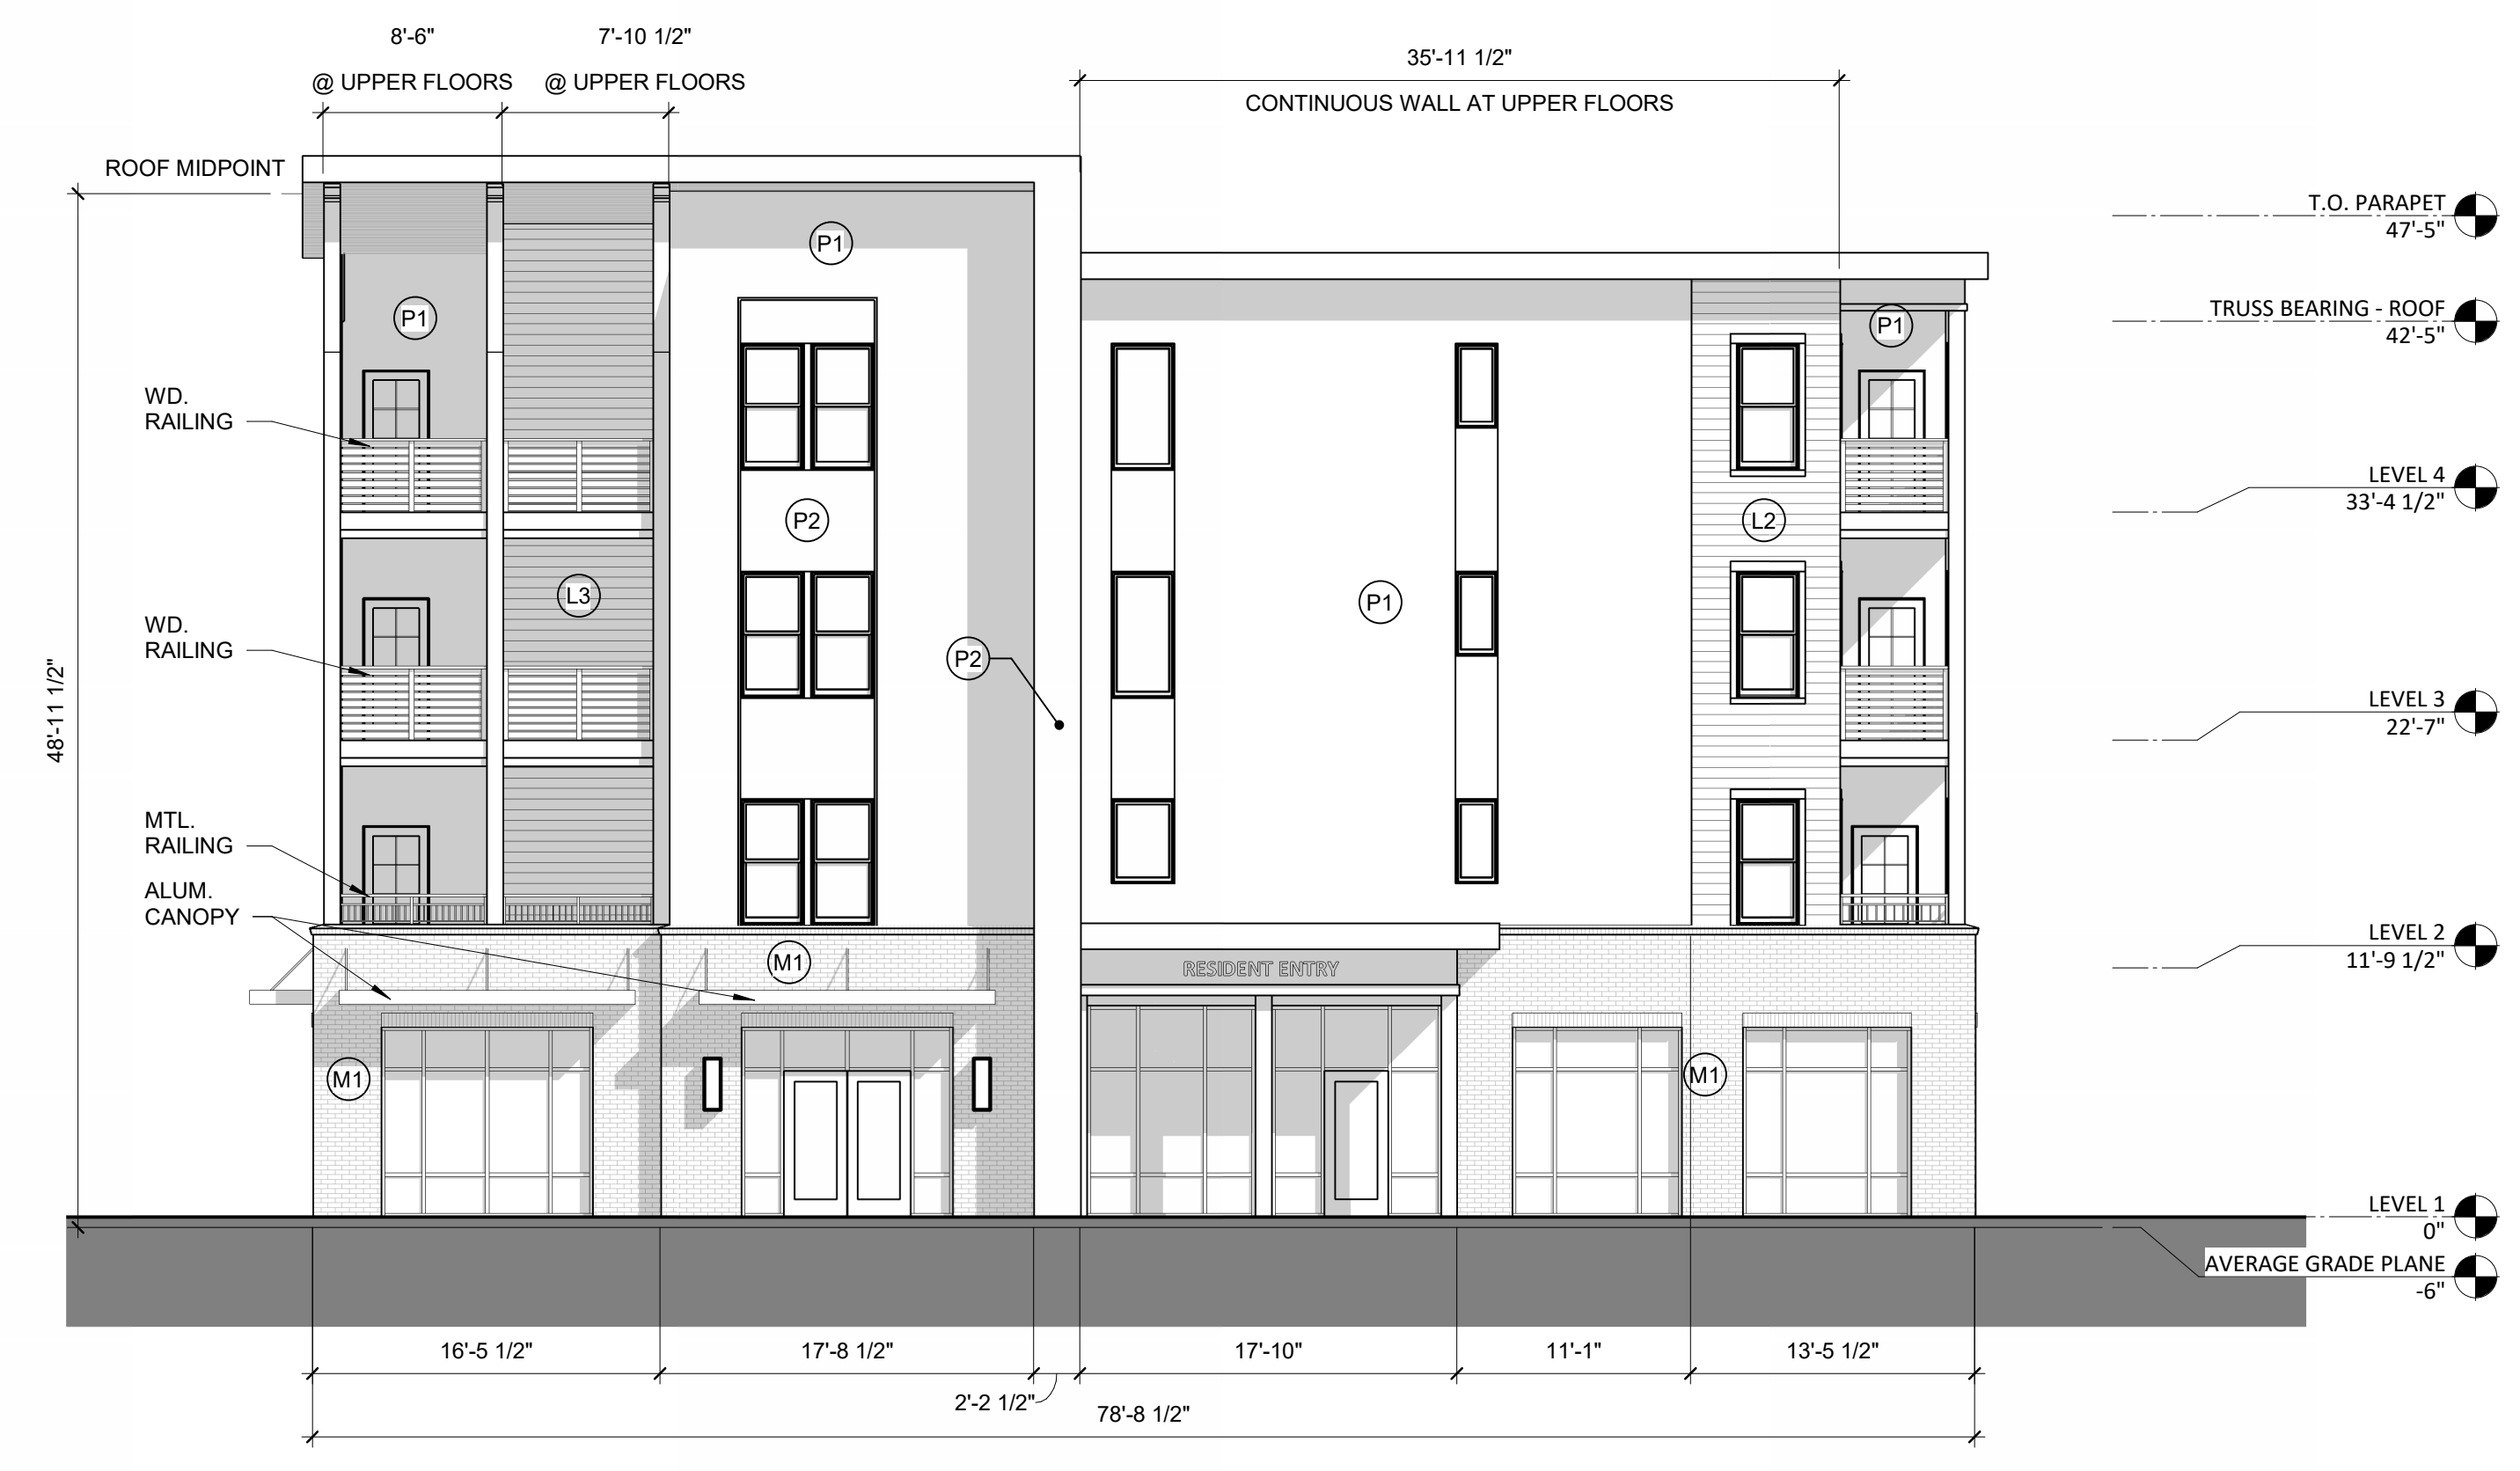 8'-6"
@ UPPER FLOORS
7'-10 1/2"
@ UPPER FLOORS
35'-11 1/2"
CONTINUOUS WALL AT UPPER FLOORS
ROOF MIDPOINT
T.O. PARAPET
47'-5"
P1
P1
P1
TRUSS BEARING - ROOF
42'-5"
WD.
RAILING
LEVEL 4
33'-4 1/2"
P2
L2
L3
P1
WD.
RAILING
P2
LEVEL 3
22'-7"
48'-11 1/2"
MTL.
RAILING
ALUM.
CANOPY
LEVEL 2
11'-9 1/2"
M1
RESIDENT ENTRY
M1
M1
LEVEL 1
0"
AVERAGE GRADE PLANE
-6"
16'-5 1/2"
17'-8 1/2"
17'-10"
11'-1"
13'-5 1/2"
2'-2 1/2"
78'-8 1/2"